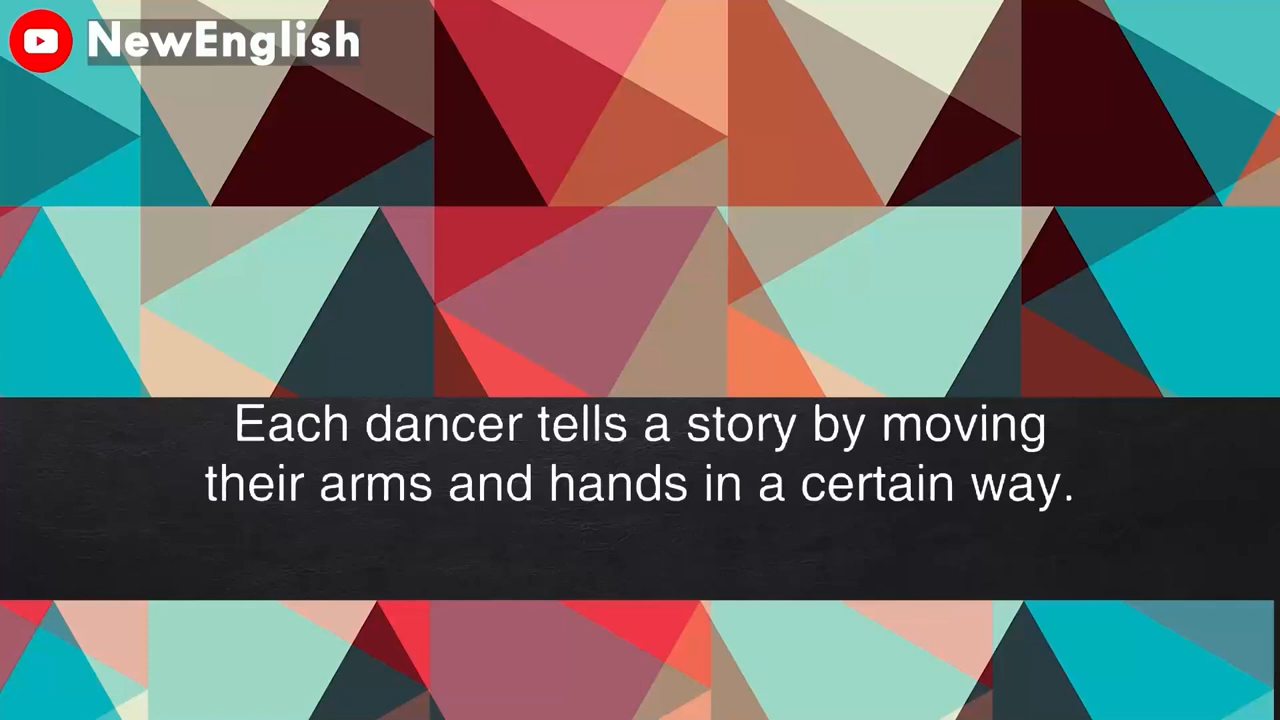 NewEnglish
Each dancer tells a story by moving
their arms and hands in a certain way.